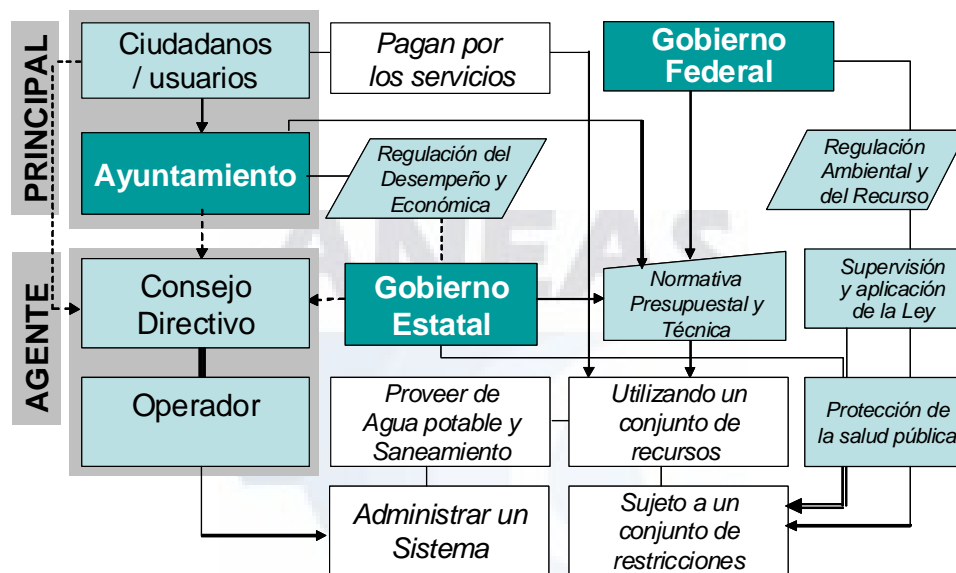 PRINCIPAL
Ciudadanos
/ usuarios
Pagan por
los servicios
Gobierno
Federal
Ayuntamiento
Regulación del
Desempeño y
Económica
Regulación
Ambiental y
del Recurso
ANEAS
AGENTE
Consejo
Directivo
Gobierno
Estatal
Normativa
Presupuestal y
Técnica
Supervisión
y aplicación
de la Ley
Operador
Proveer de
Agua potable y
Saneamiento
Utilizando un
conjunto de
recursos
Protección de
la salud pública
Administrar un
Sistema
Sujeto a un
conjunto de
restricciones